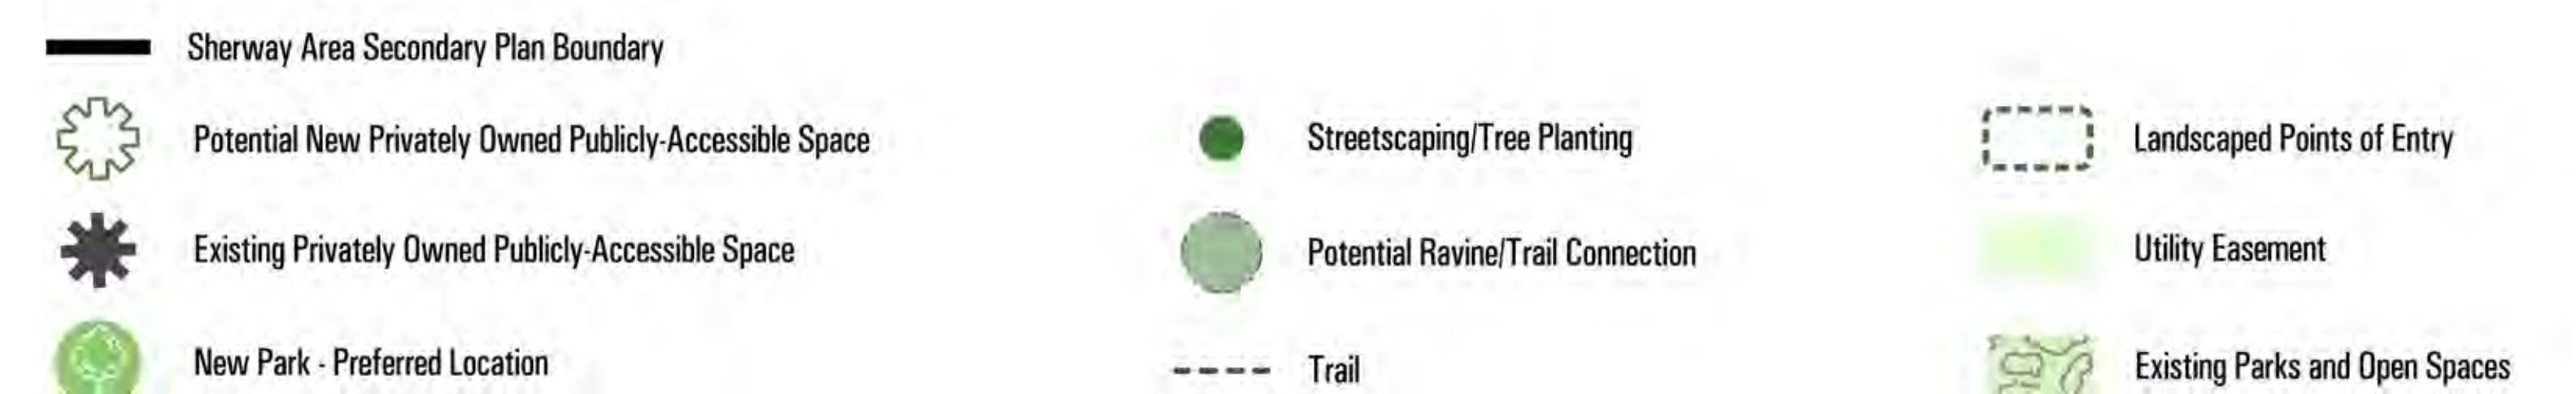 Sherway Area Secondary Plan Boundary
Potential New Privately Owned Publicly-Accessible Space
Existing Privately Owned Publicly-Accessible Space
New Park - Preferred Location
Streetscaping/Tree Planting
Potential Ravine/Trail Connection
Trail
Landscaped Points of Entry
Utility Easement
Existing Parks and Open Spaces